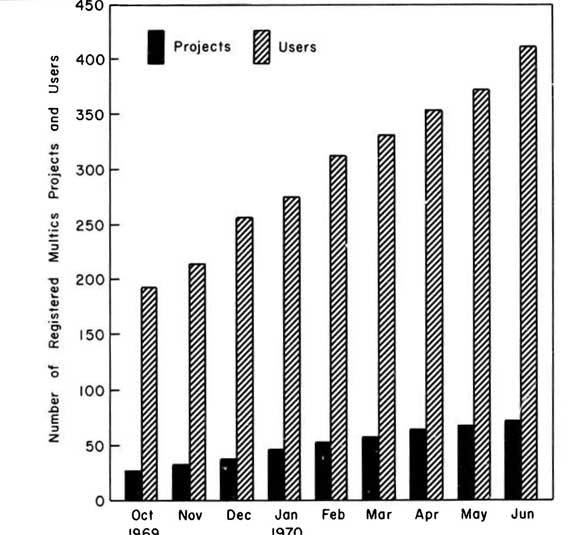 450
400
350
300
250
200
150
100
50
0
Number of Registered Multics Projects and Users
Projects
Users
Oct Nov Dec Jan Feb Mar Apr May Jun
1969 1970